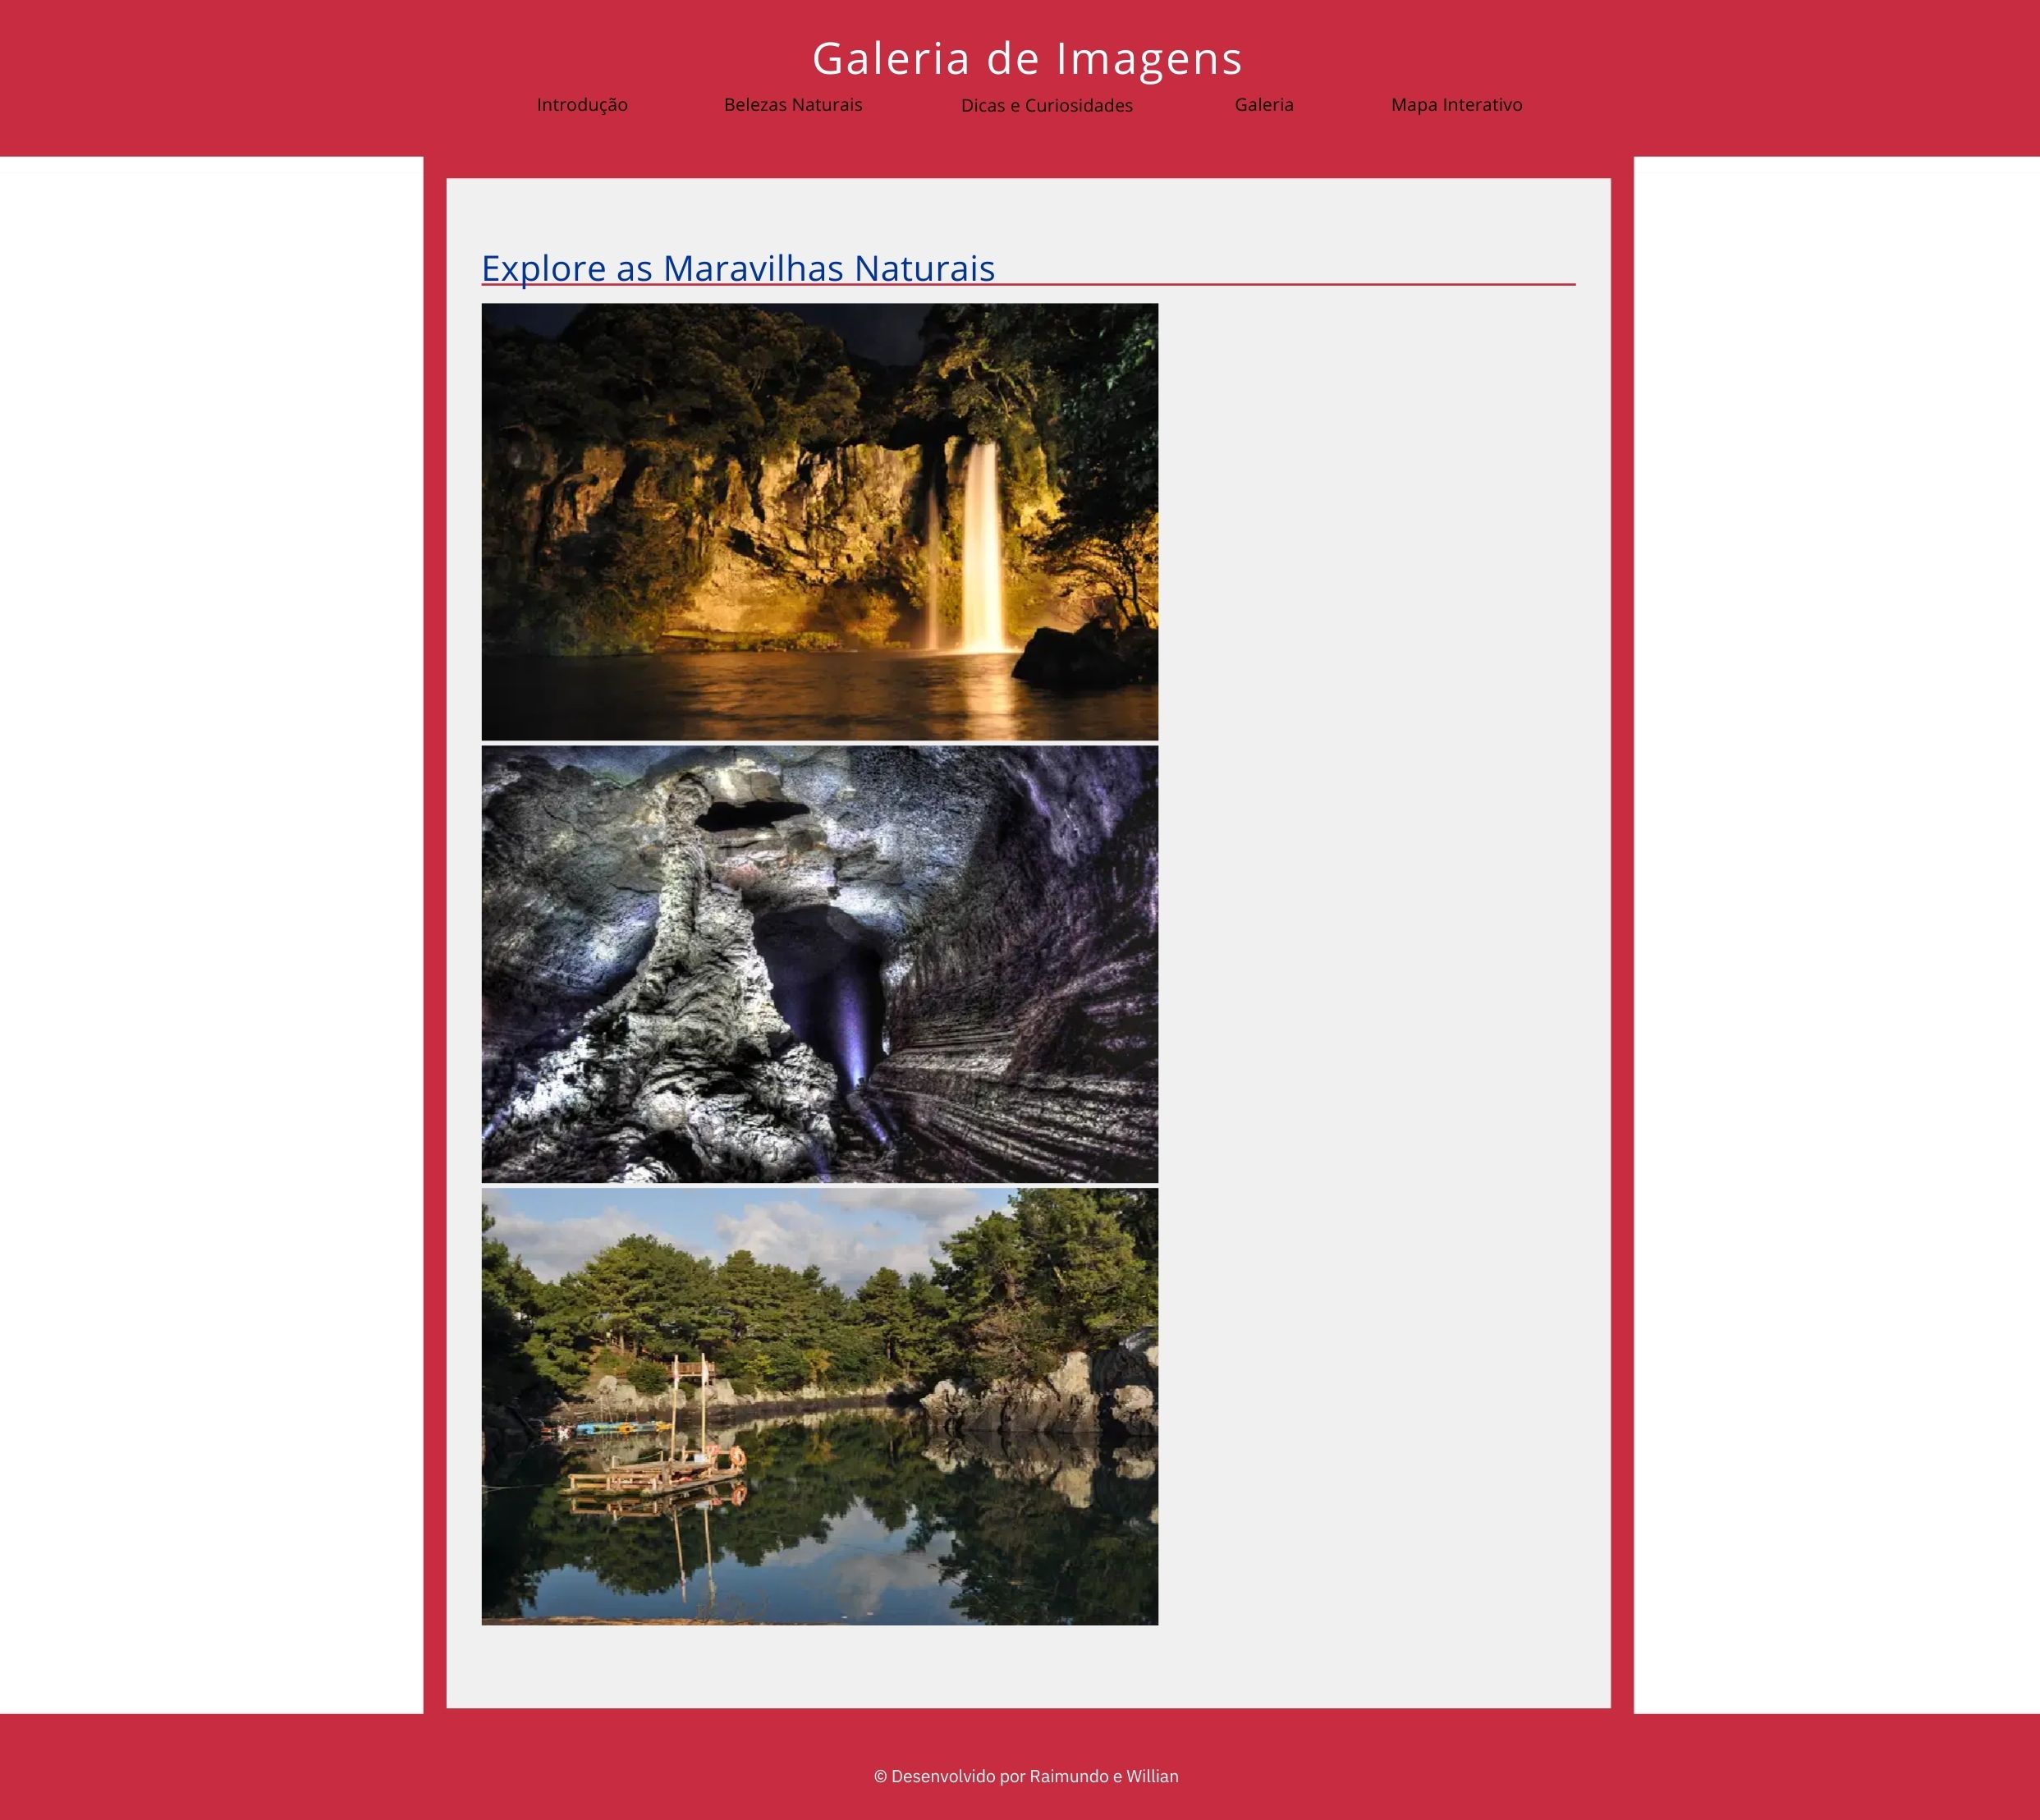 Galeria de Imagens
Introdução Belezas Naturais Dicas e Curiosidades Galeria Mapa Interativo
Explore as Maravilhas Naturais
© Desenvolvido por Raimundo e Willian